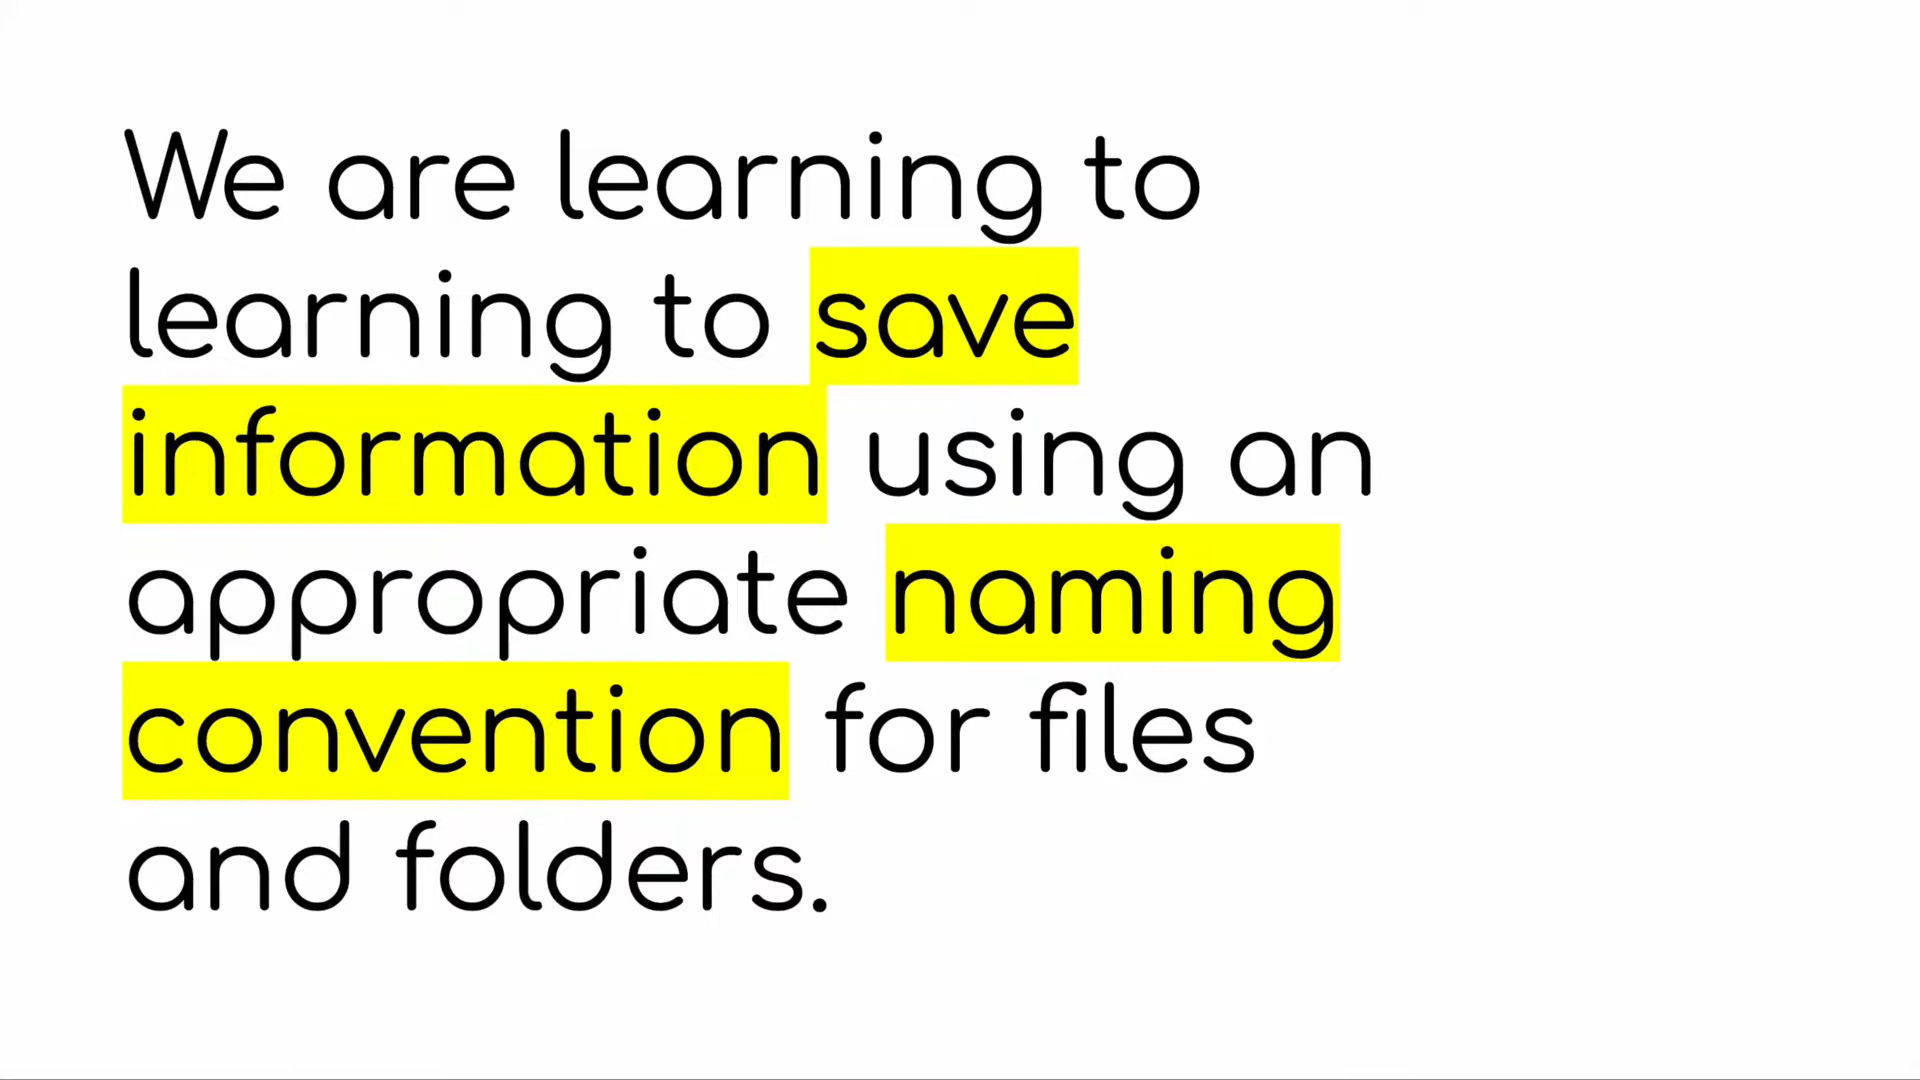 We are learning to
learning to save
information using an
appropriate naming
convention for files
and folders.